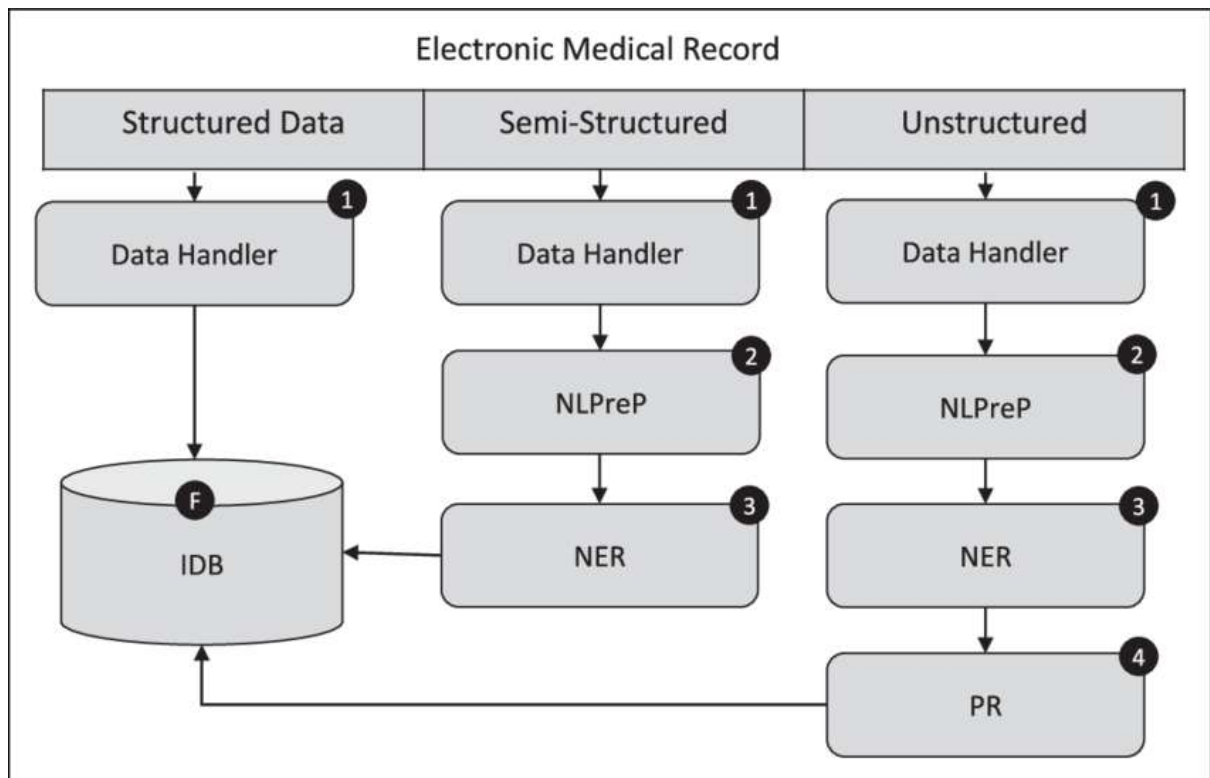 Electronic Medical Record
Structured Data
Semi-Structured
Unstructured
1
Data Handler
1
Data Handler
1
Data Handler
2
NLPreP
2
NLPreP
F
IDB
3
NER
3
NER
4
PR